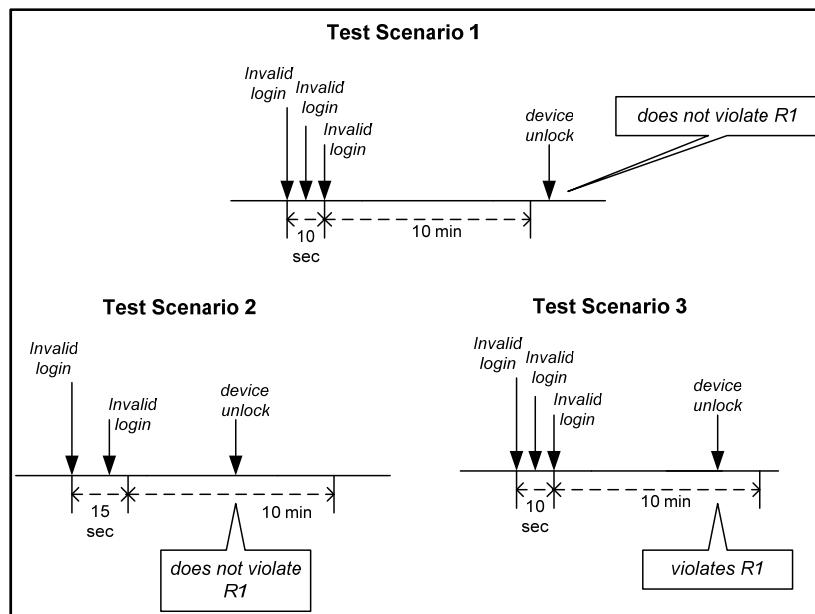 Test Scenario 1
Invalid
login
Invalid
login
Invalid
login
device
unlock
does not violate R1
10
sec
10 min
Test Scenario 2
Invalid
login
Invalid
login
device
unlock
15
sec
10 min
does not violate
R1
Test Scenario 3
Invalid
login
Invalid
login
Invalid
login
device
unlock
10
sec
10 min
violates R1